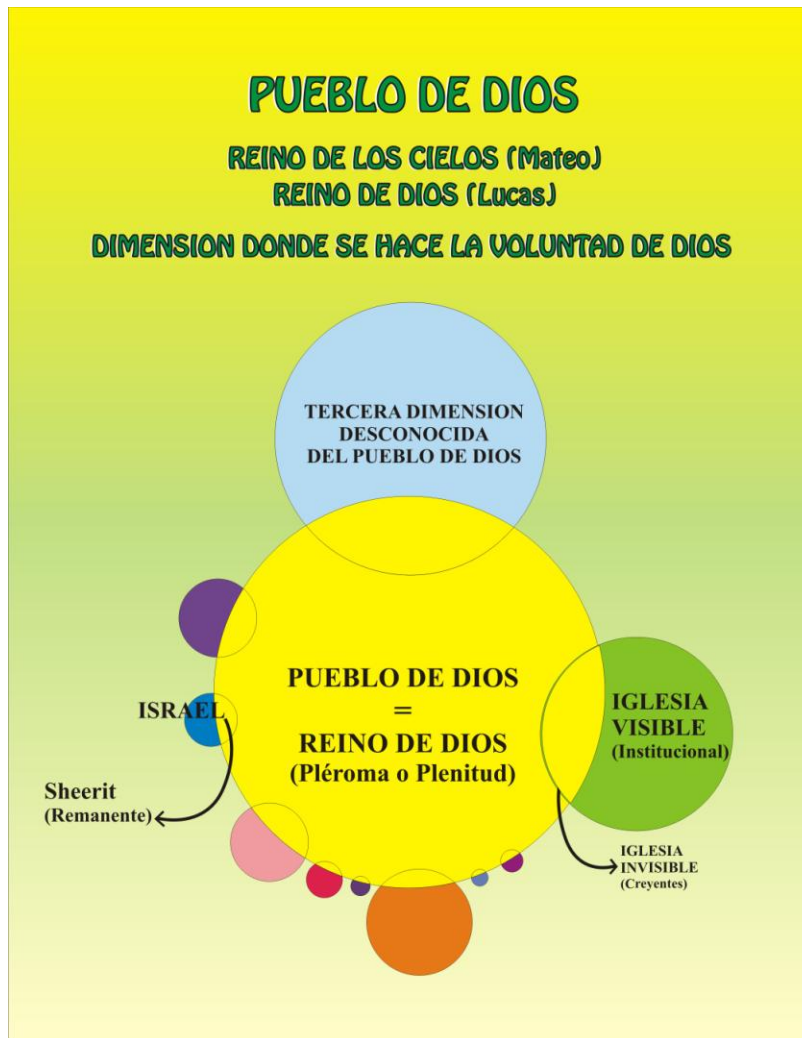 PUEBLO DE DIOS
REINO DE LOS CIELOS (Mateo)
REINO DE DIOS (Lucas)
DIMENSION DONDE SE HACE LA VOLUNTAD DE DIOS
TERCERA DIMENSION
DESCONOCIDA
DEL PUEBLO DE DIOS
PUEBLO DE DIOS
=
REINO DE DIOS
(Pléroma o Plenitud)
ISRAEL
Sheerit
(Remanente)
IGLESIA
VISIBLE
(Institucional)
IGLESIA
INVISIBLE
(Creyentes)